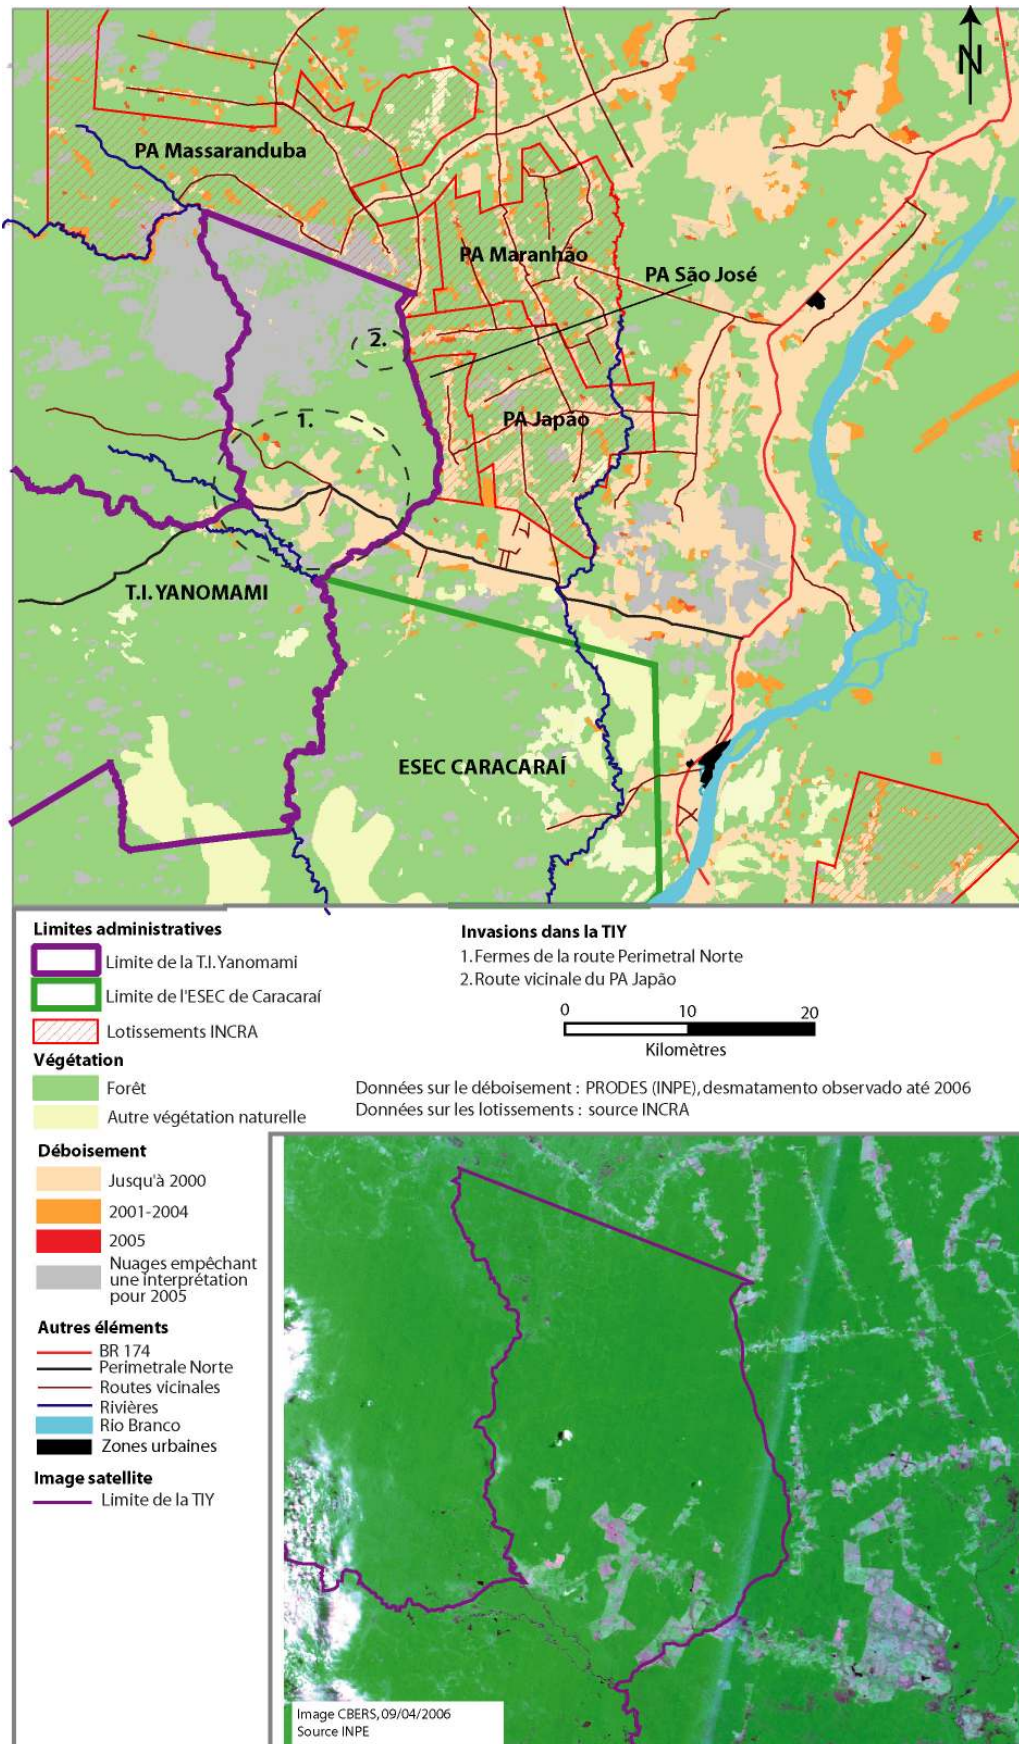 N
PA Massaranduba
PA Maranhão
PA São José
2.
1.
PA Japão
T.I. YANOMAMI
ESEC CARACARAÍ
Limites administratives
Limite de la T.I. Yanomami
Limite de l'ESEC de Caracaraí
Lotissements INCRA
Végétation
Forêt
Autre végétation naturelle
Déboisement
Jusqu'à 2000
2001-2004
2005
Nuages empêchant
une interprétation
pour 2005
Autres éléments
BR 174
Perimetrale Norte
Routes vicinales
Rivières
Rio Branco
Zones urbaines
Image satellite
Limite de la TIY
Invasions dans la TIY
1. Fermes de la route Perimetral Norte
2. Route vicinale du PA Japão
0 10 20
Kilomètres
Données sur le déboisement : PRODES (INPE), desmatamento observado até 2006
Données sur les lotissements : source INCRA
Image CBERS, 09/04/2006
Source INPE